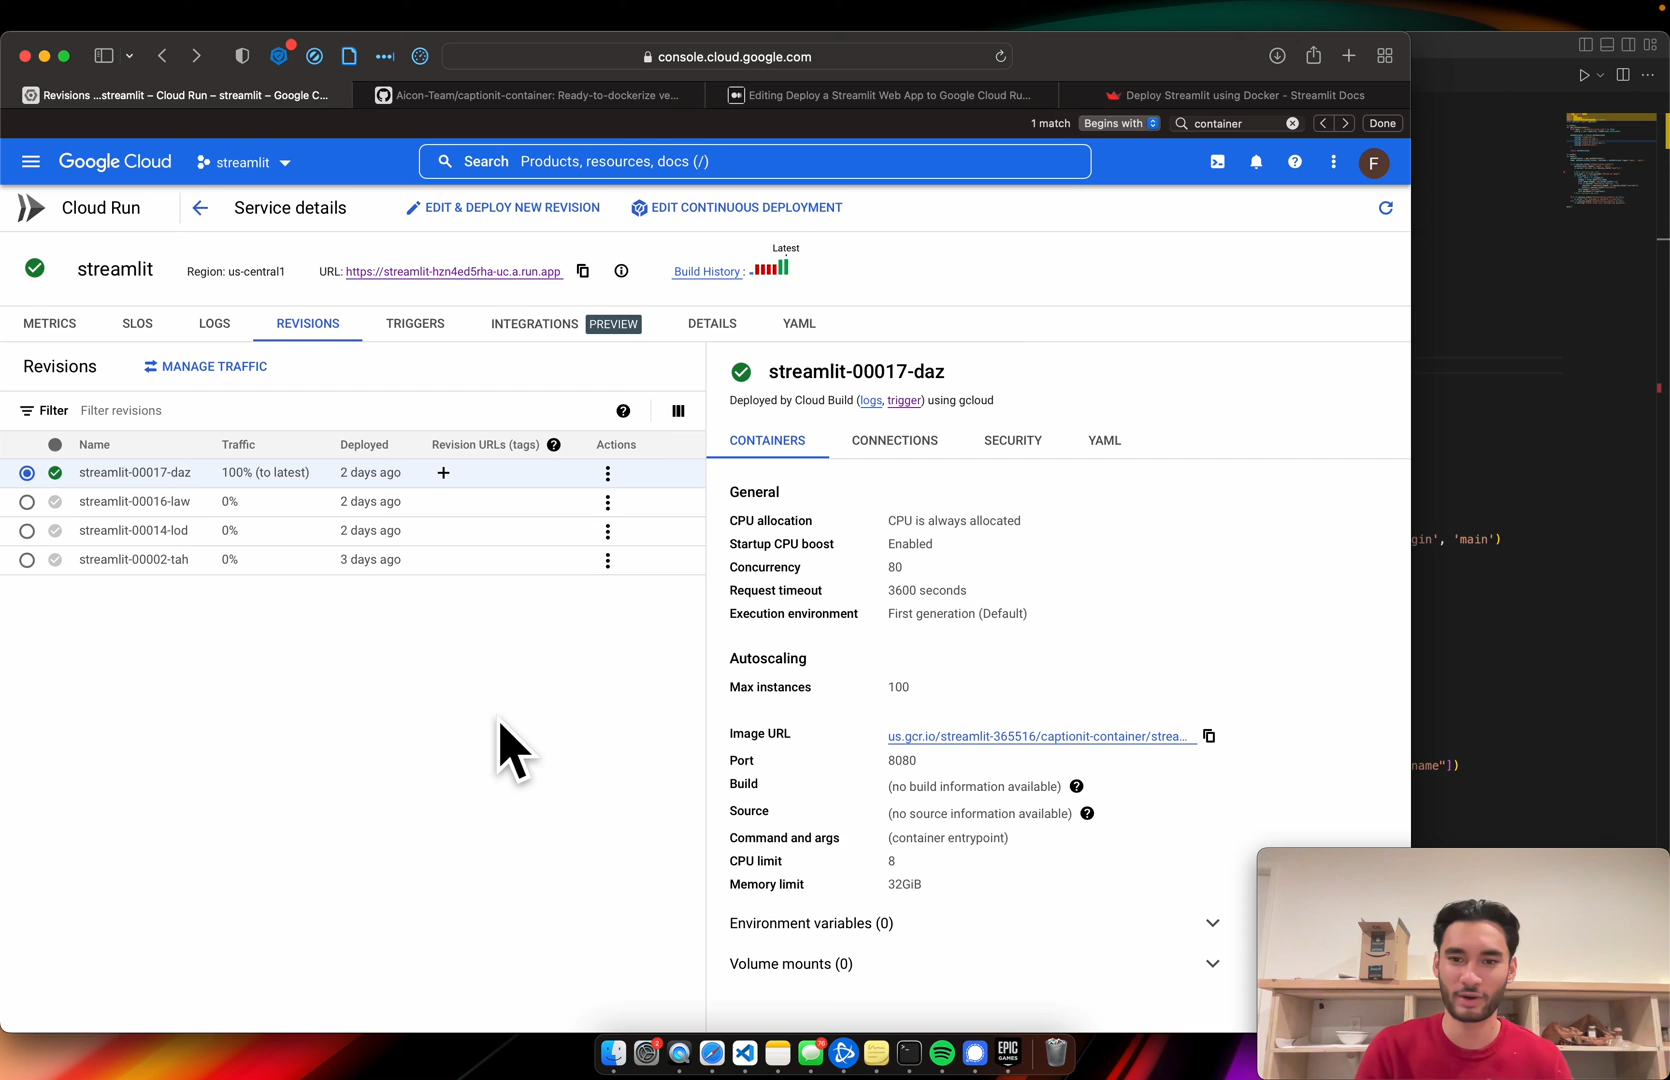 console.cloud.google.com
Revisions ...streamlit – Cloud Run – streamlit – Google C...
Aicon-Team/captionit-container: Ready-to-dockerize ve...
Editing Deploy a Streamlit Web App to Google Cloud Ru...
Deploy Streamlit using Docker - Streamlit Docs
1 match
Begins with
container
Done
Google Cloud
streamlit
Search Products, resources, docs (/)
F
Cloud Run
Service details
EDIT & DEPLOY NEW REVISION
EDIT CONTINUOUS DEPLOYMENT
Latest
streamlit
Region: us-central1
URL: https://streamlit-hzn4ed5rha-uc.a.run.app
Build History :
METRICS
SLOS
LOGS
REVISIONS
TRIGGERS
INTEGRATIONS PREVIEW
DETAILS
YAML
Revisions
MANAGE TRAFFIC
Filter Filter revisions
Name Traffic Deployed Revision URLs (tags) Actions
streamlit-00017-daz 100% (to latest) 2 days ago
streamlit-00016-law 0% 2 days ago
streamlit-00014-lod 0% 2 days ago
streamlit-00002-tah 0% 3 days ago
streamlit-00017-daz
Deployed by Cloud Build (logs, trigger) using gcloud
CONTAINERS
CONNECTIONS
SECURITY
YAML
General
CPU allocation CPU is always allocated
Startup CPU boost Enabled
Concurrency 80
Request timeout 3600 seconds
Execution environment First generation (Default)
Autoscaling
Max instances 100
Image URL us.gcr.io/streamlit-365516/captionit-container/strea...
Port 8080
Build (no build information available)
Source (no source information available)
Command and args (container entrypoint)
CPU limit 8
Memory limit 32GiB
Environment variables (0)
Volume mounts (0)
gin', 'main')
name"])
2
76
EPIC
GAMES